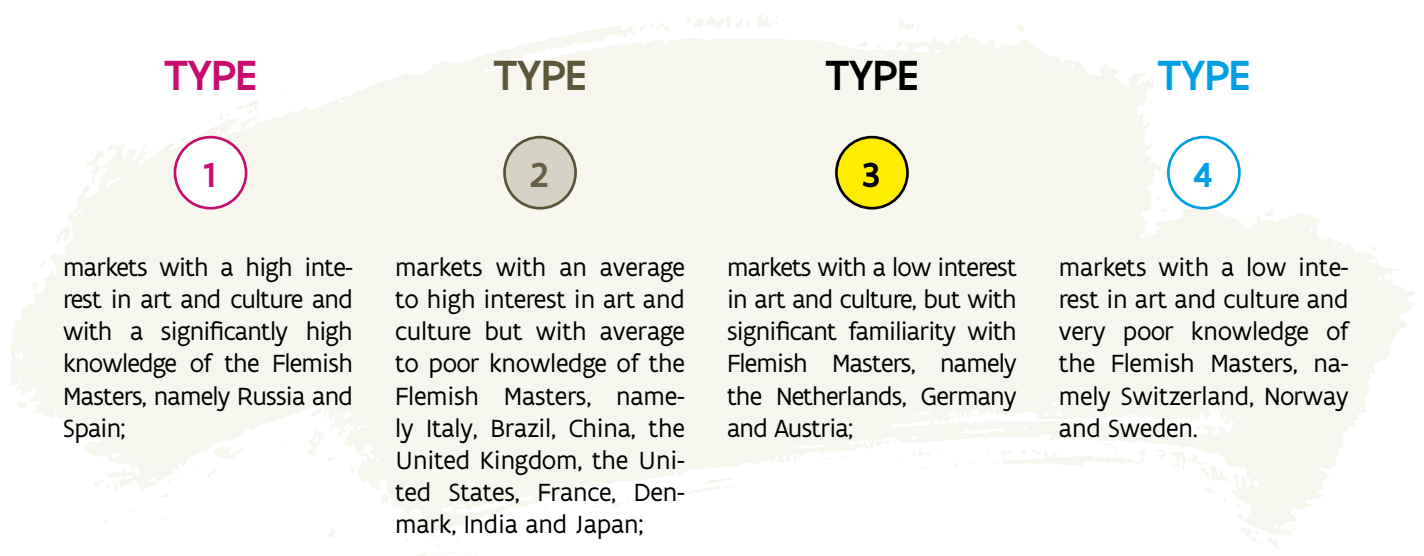 TYPE
1
markets with a high inte-
rest in art and culture and
with a significantly high
knowledge of the Flemish
Masters, namely Russia and
Spain;
TYPE
2
markets with an average
to high interest in art and
culture but with average
to poor knowledge of the
Flemish Masters, name-
ly Italy, Brazil, China, the
United Kingdom, the Uni-
ted States, France, Den-
mark, India and Japan;
TYPE
3
markets with a low interest
in art and culture, but with
significant familiarity with
Flemish Masters, namely
the Netherlands, Germany
and Austria;
TYPE
4
markets with a low inte-
rest in art and culture and
very poor knowledge of
the Flemish Masters, na-
mely Switzerland, Norway
and Sweden.